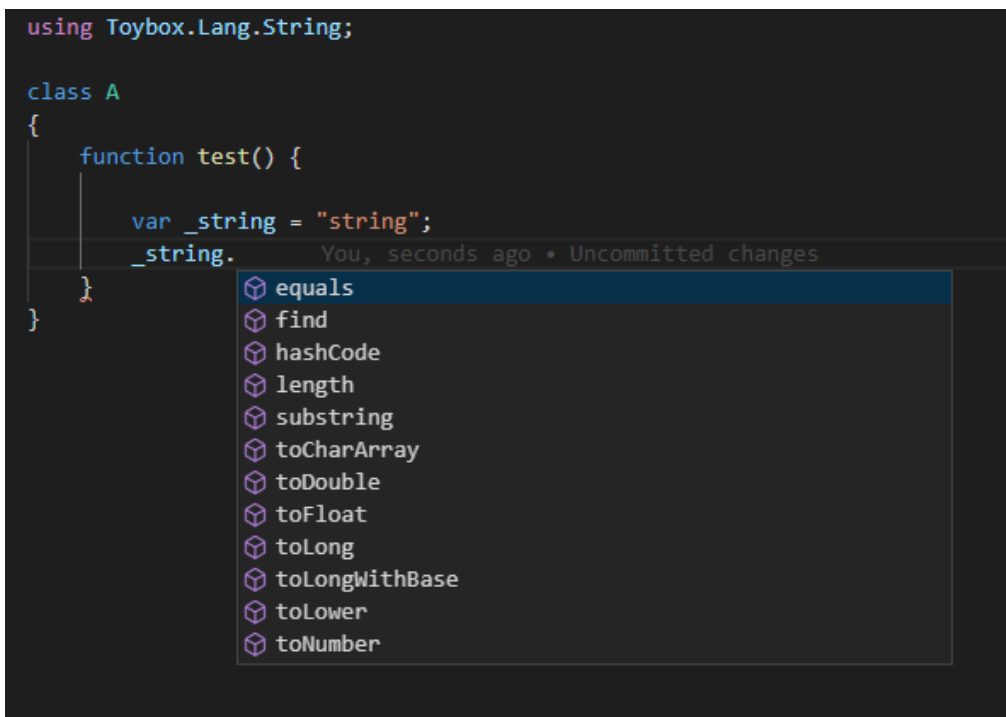 using Toybox.Lang.String;
class A
{
function test() {
var _string = "string";
_string. You, seconds ago • Uncommitted changes
}
equals
}
find
hashCode
length
substring
toCharArray
toDouble
toFloat
toLong
toLongWithBase
toLower
toNumber